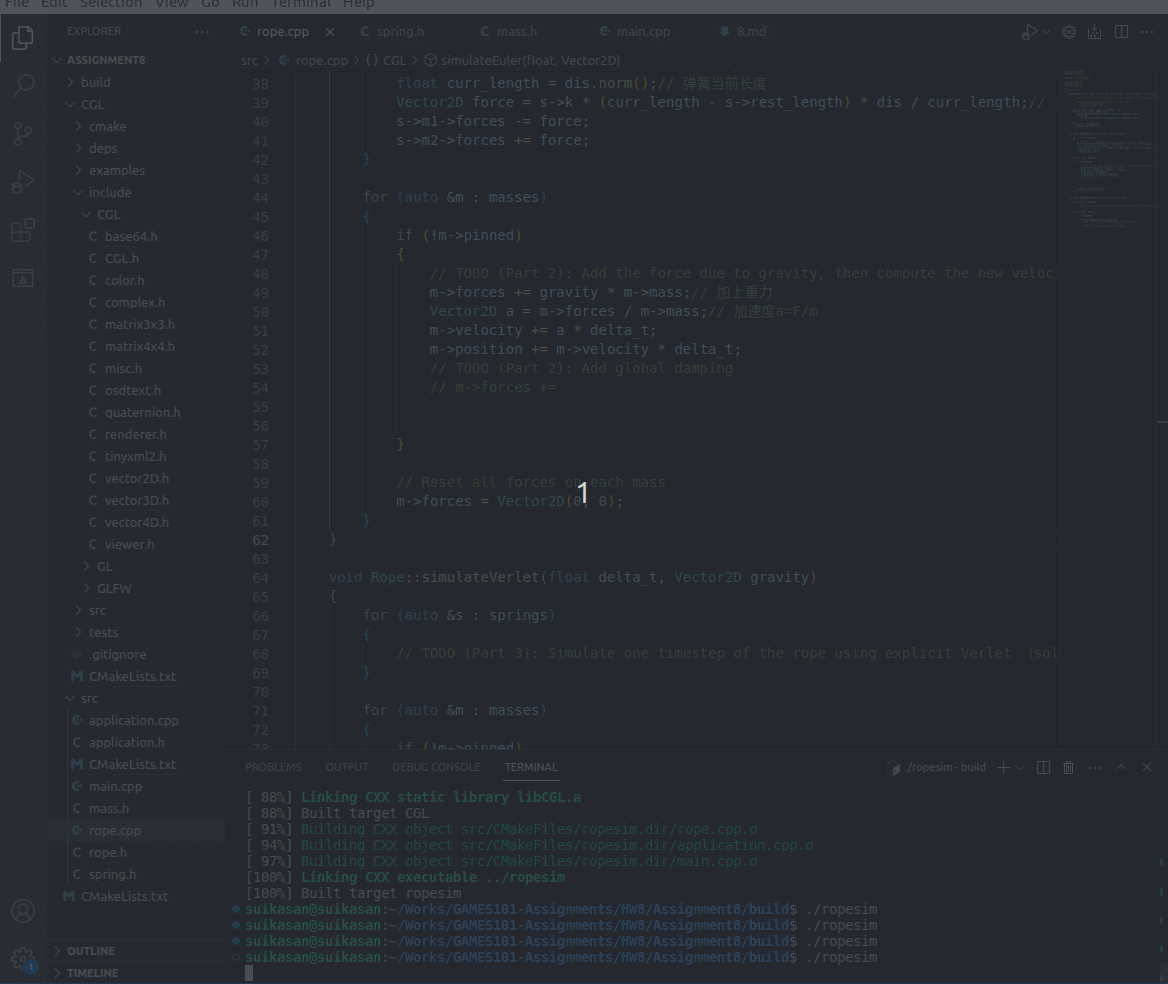 File Edit Selection View Go Run Terminal Help
EXPLORER
rope.cpp spring.h mass.h main.cpp 8.md
ASSIGNMENT8
src > rope.cpp > {} CGL > simulateEuler(float, Vector2D)
build
CGL
cmake
deps
examples
include
CGL
base64.h
CGL.h
color.h
complex.h
matrix3x3.h
matrix4x4.h
misc.h
osdtext.h
quaternion.h
renderer.h
tinyxml2.h
vector2D.h
vector3D.h
vector4D.h
viewer.h
GL
GLFW
src
tests
.gitignore
CMakeLists.txt
src
application.cpp
application.h
CMakeLists.txt
main.cpp
mass.h
rope.cpp
rope.h
spring.h
CMakeLists.txt
OUTLINE
TIMELINE
1
38 float curr_length = dis.norm();// 弹簧当前长度
39 Vector2D force = s->k * (curr_length - s->rest_length) * dis / curr_length;//
40 s->m1->forces -= force;
41 s->m2->forces += force;
42 }
43
44 for (auto &m : masses)
45 {
46 if (!m->pinned)
47 {
48 // TODO (Part 2): Add the force due to gravity, then compute the new veloc
49 m->forces += gravity * m->mass;// 加上重力
50 Vector2D a = m->forces / m->mass;// 加速度a=F/m
51 m->velocity += a * delta_t;
52 m->position += m->velocity * delta_t;
53 // TODO (Part 2): Add global damping
54 // m->forces +=
55
56
57 }
58
59 // Reset all forces on each mass
60 m->forces = Vector2D(0, 0);
61 }
62 }
63
64 void Rope::simulateVerlet(float delta_t, Vector2D gravity)
65 {
66 for (auto &s : springs)
67 {
68 // TODO (Part 3): Simulate one timestep of the rope using explicit Verlet （sol
69 }
70
71 for (auto &m : masses)
72 {
73 if (!m->pinned)
1
PROBLEMS OUTPUT DEBUG CONSOLE TERMINAL ./ropesim - build
[ 88%] Linking CXX static library libCGL.a
[ 88%] Built target CGL
[ 91%] Building CXX object src/CMakeFiles/ropesim.dir/rope.cpp.o
[ 94%] Building CXX object src/CMakeFiles/ropesim.dir/application.cpp.o
[ 97%] Building CXX object src/CMakeFiles/ropesim.dir/main.cpp.o
[100%] Linking CXX executable ../ropesim
[100%] Built target ropesim
suikasan@suikasan:~/Works/GAMES101-Assignments/HW8/Assignment8/build$ ./ropesim
suikasan@suikasan:~/Works/GAMES101-Assignments/HW8/Assignment8/build$ ./ropesim
suikasan@suikasan:~/Works/GAMES101-Assignments/HW8/Assignment8/build$ ./ropesim
suikasan@suikasan:~/Works/GAMES101-Assignments/HW8/Assignment8/build$ ./ropesim